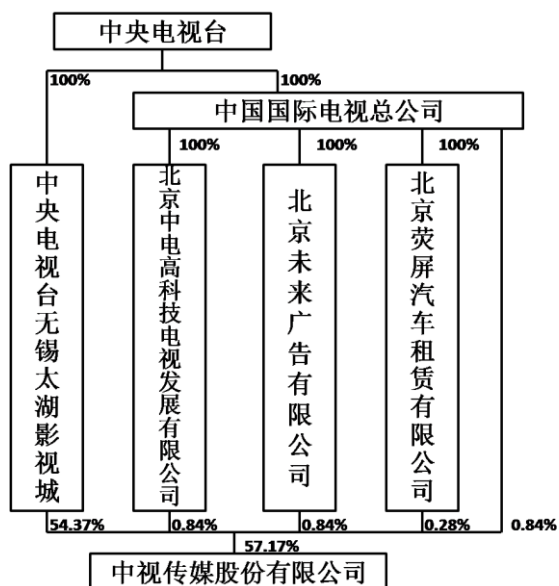 中央电视台
100%
100%
中国国际电视总公司
100%
100%
100%
中央电视台无锡太湖影视城
北京中电高科技电视发展有限公司
北京未来广告有限公司
北京荧屏汽车租赁有限公司
54.37%
0.84%
0.84%
0.28%
0.84%
57.17%
中视传媒股份有限公司